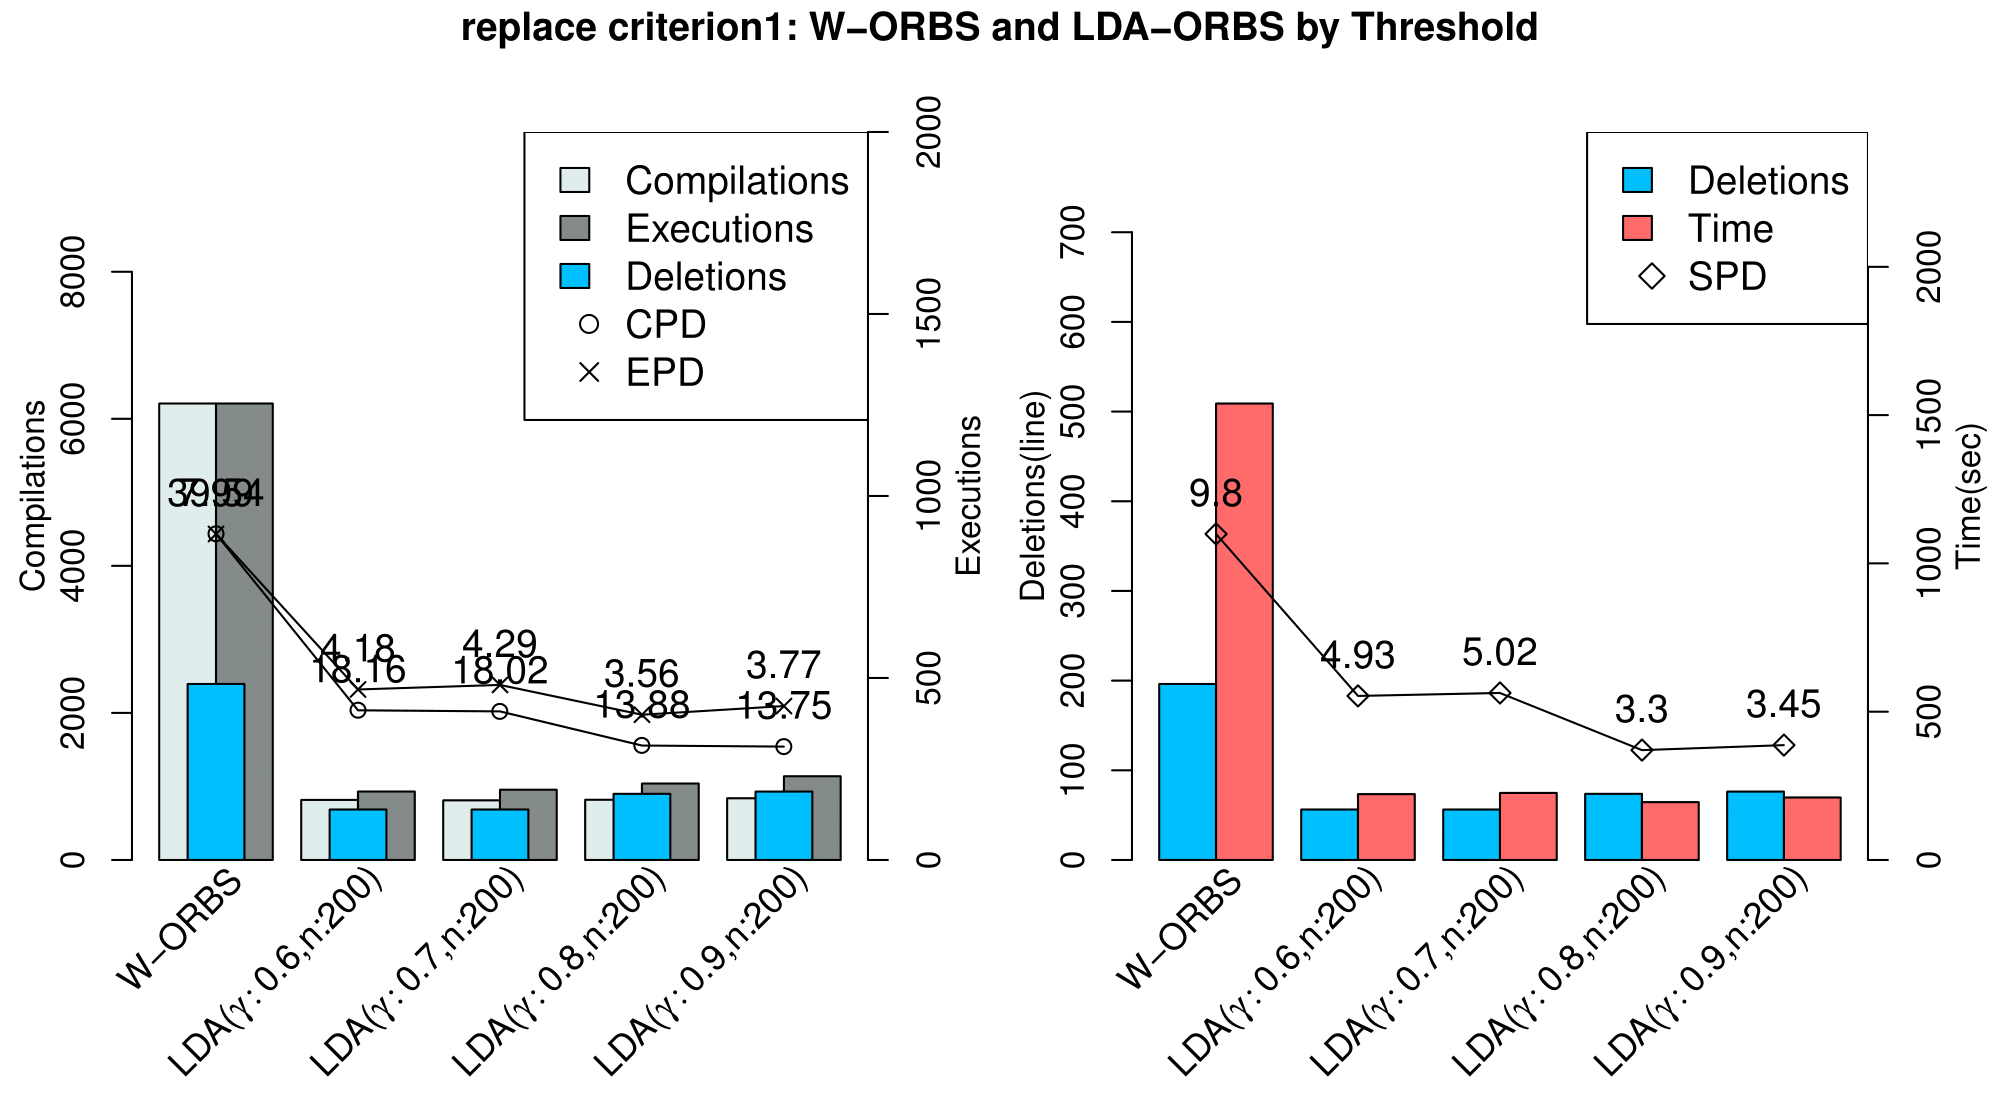 replace criterion1: W−ORBS and LDA−ORBS by Threshold
Compilations
0
2000
4000
6000
8000
Compilations
Executions
Deletions
CPD
EPD
4.18
18.16
4.29
18.02
3.56
13.88
3.77
13.75
0
500
1000
1500
2000
Executions
W−ORBS
LDA(γ: 0.6,n:200)
LDA(γ: 0.7,n:200)
LDA(γ: 0.8,n:200)
LDA(γ: 0.9,n:200)
Deletions(line)
0
100
200
300
400
500
600
700
Deletions
Time
SPD
9.8
4.93
5.02
3.3
3.45
0
500
1000
1500
20000
Time(sec)
W−ORBS
LDA(γ: 0.6,n:200)
LDA(γ: 0.7,n:200)
LDA(γ: 0.8,n:200)
LDA(γ: 0.9,n:200)